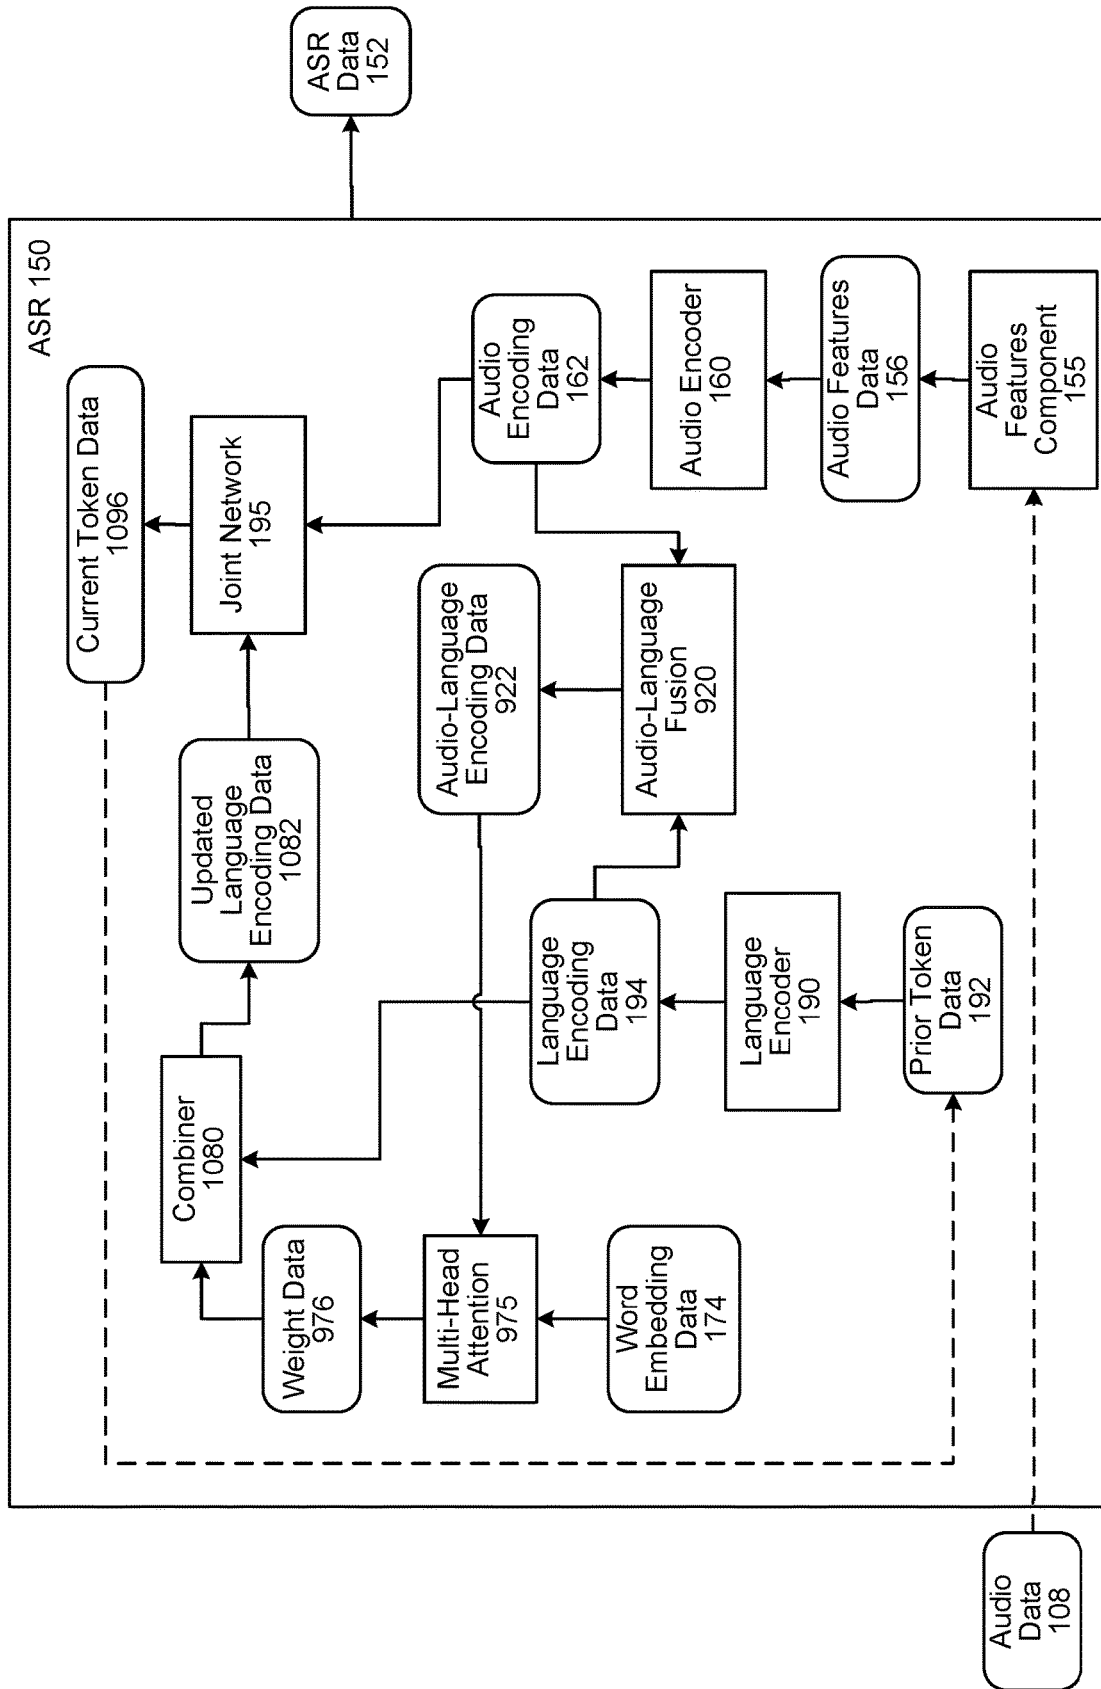 ASR 150
ASR
Data
152
Current Token Data
1096
Joint Network
195
Updated
Language
Encoding Data
1082
Combiner
1080
Weight Data
976
Multi-Head
Attention
975
Word
Embedding
Data
174
Audio-Language
Encoding Data
922
Audio-Language
Fusion
920
Language
Encoding
Data
194
Language
Encoder
190
Prior Token
Data
192
Audio
Encoding
Data
162
Audio Encoder
160
Audio Features
Data
156
Audio
Features
Component
155
Audio
Data
108